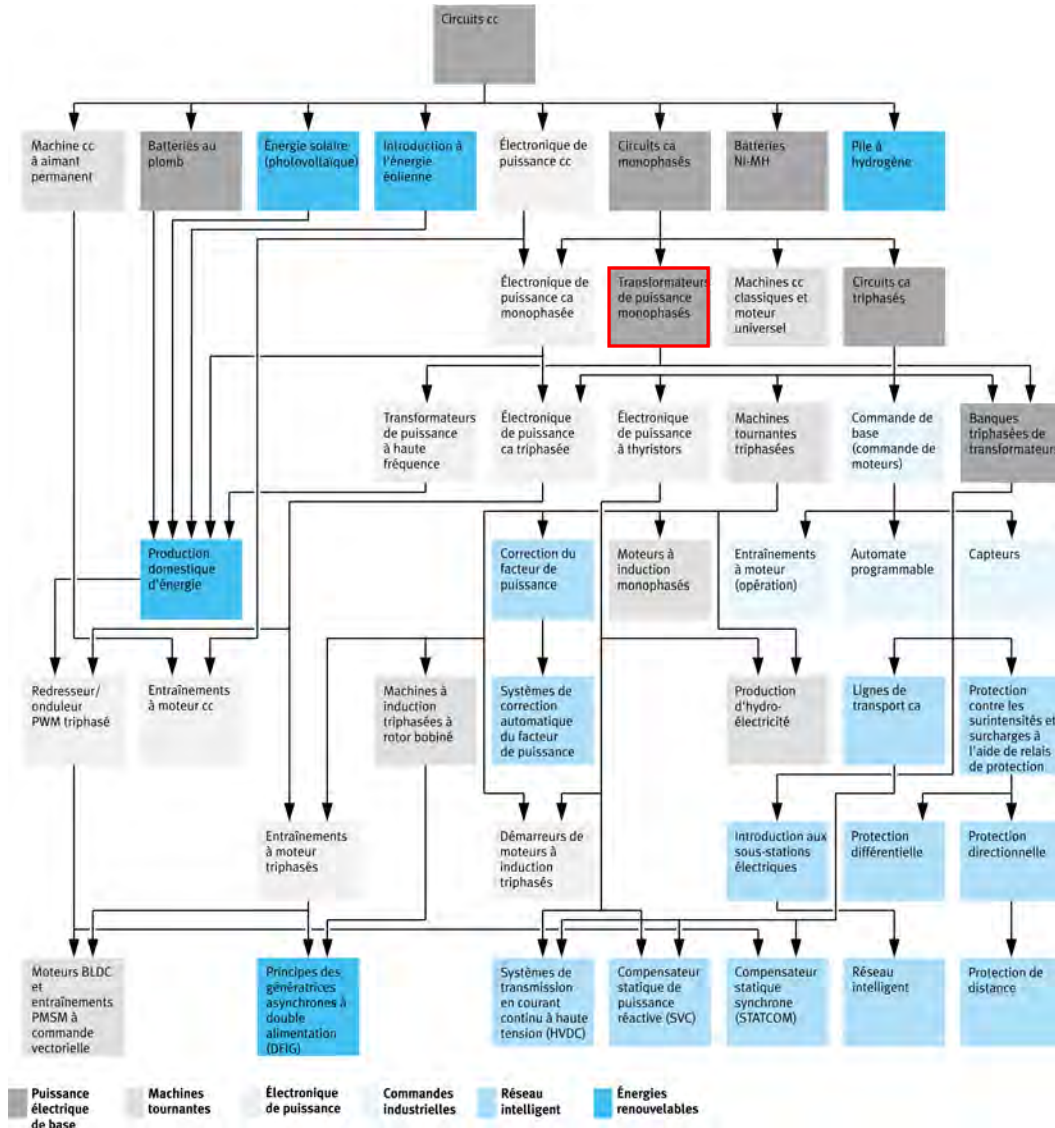 Circuits cc
Machine cc
à aimant
permanent
Batteries au
plomb
Énergie solaire
(photovoltaïque)
Introduction à
l'énergie
éolienne
Électronique de
puissance cc
Circuits ca
monophasés
Batteries
Ni-MH
Pile à
hydrogène
Électronique de
puissance ca
monophasée
Transformateurs
de puissance
monophasés
Machines cc
classiques et
moteur
universel
Circuits ca
triphasés
Transformateurs
de puissance
à haute
fréquence
Électronique
de puissance
ca triphasée
Électronique
de puissance
à thyristors
Machines
tournantes
triphasées
Commande de
base
(commande de
moteurs)
Banques
triphasées de
transformateur
Production
domestique
d'énergie
Correction du
facteur de
puissance
Moteurs à
induction
monophasés
Entraînements
à moteur
(opération)
Automate
programmable
Capteurs
Redresseur/
onduleur
PWM triphasé
Entraînements
à moteur cc
Machines à
induction
triphasées à
rotor bobiné
Systèmes de
correction
automatique
du facteur
de puissance
Production
d'hydro-
électricité
Lignes de
transport ca
Protection
contre les
surintensités et
surcharges à
l'aide de relais
de protection
Entraînements
à moteur
triphasés
Démarreurs de
moteurs à
induction
triphasés
Introduction aux
sous-stations
électriques
Protection
différentielle
Protection
directionnelle
Moteurs BLDC
et
entraînements
PMSM à
commande
vectorielle
Principes des
génératrices
asynchrones à
double
alimentation
(DFIG)
Systèmes de
transmission
en courant
continu à haute
tension (HVDC)
Compensateur
statique de
puissance
réactive (SVC)
Compensateur
statique
synchrone
(STATCOM)
Réseau
intelligent
Protection de
distance
Puissance
électrique
de base
Machines
tournantes
Électronique
de puissance
Commandes
industrielles
Réseau
intelligent
Énergies
renouvelables